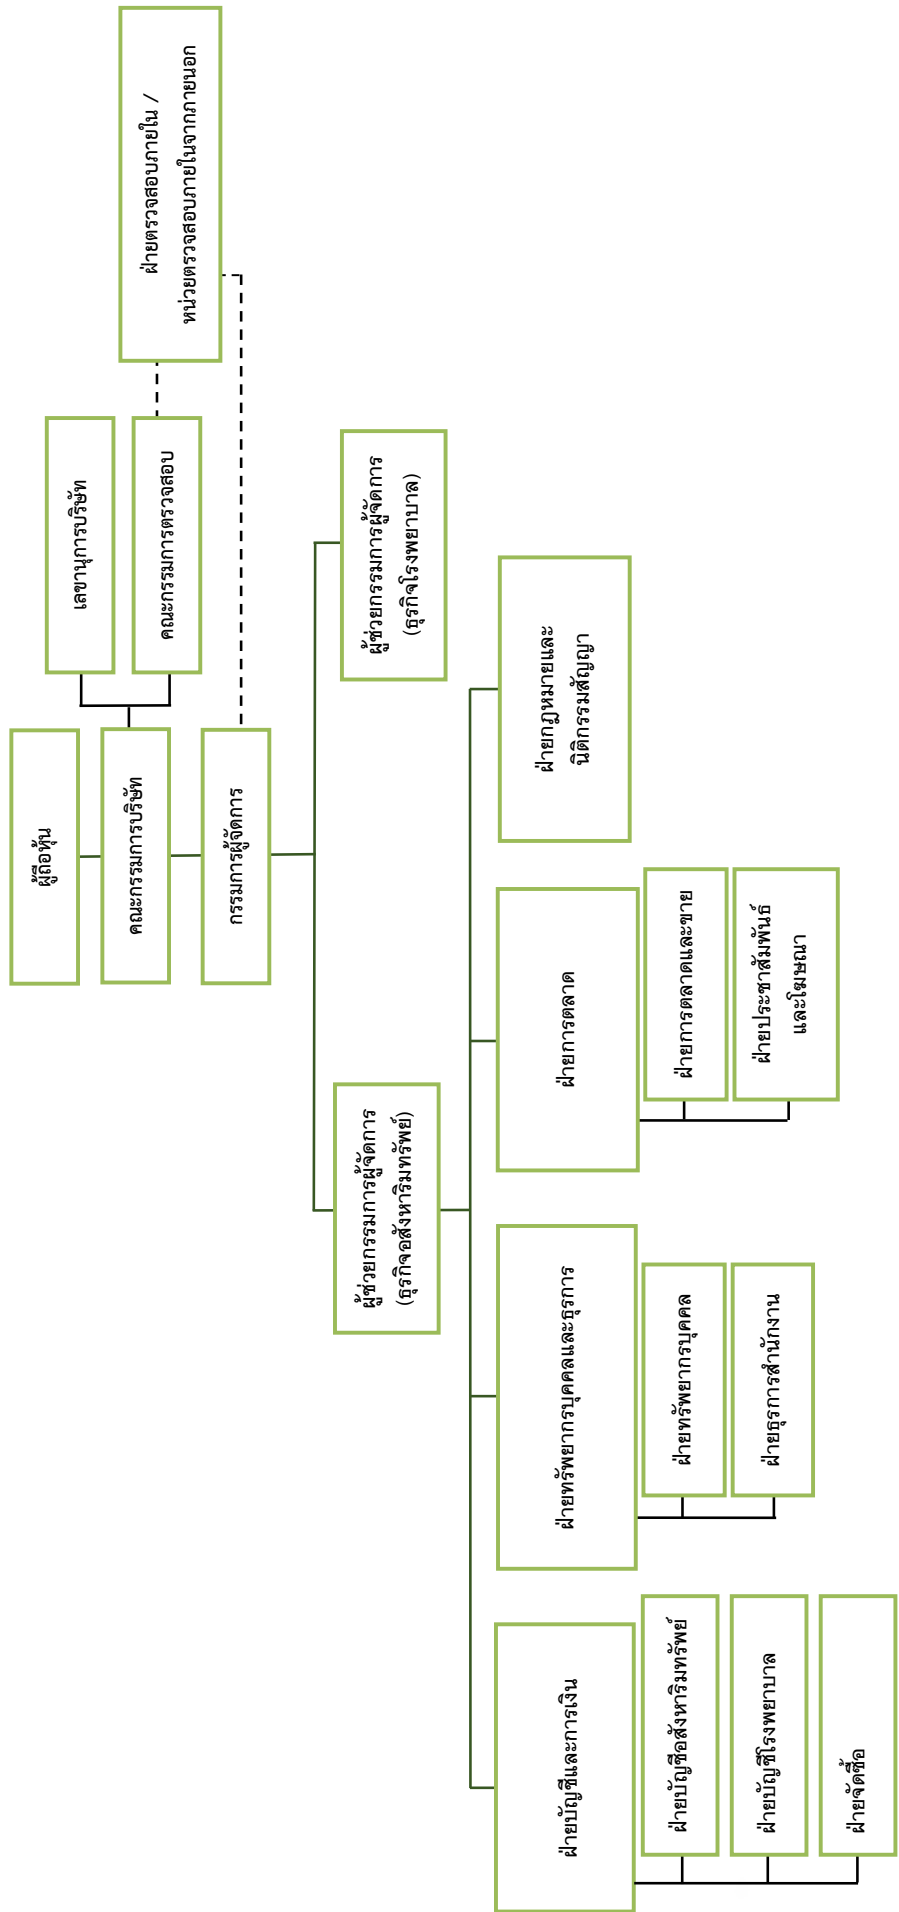 ผู้ถือหุ้น
คณะกรรมการบริษัท
เลขานุการบริษัท
คณะกรรมการตรวจสอบ
ฝ่ายตรวจสอบภายใน /
หน่วยตรวจสอบภายในจากภายนอก
กรรมการผู้จัดการ
ผู้ช่วยกรรมการผู้จัดการ
(ธุรกิจอสังหาริมทรัพย์)
ผู้ช่วยกรรมการผู้จัดการ
(ธุรกิจโรงพยาบาล)
ฝ่ายบัญชีและการเงิน
ฝ่ายบัญชีอสังหาริมทรัพย์
ฝ่ายบัญชีโรงพยาบาล
ฝ่ายจัดซื้อ
ฝ่ายทรัพยากรบุคคลและธุรการ
ฝ่ายทรัพยากรบุคคล
ฝ่ายธุรการสำนักงาน
ฝ่ายการตลาด
ฝ่ายการตลาดและขาย
ฝ่ายประชาสัมพันธ์
และโฆษณา
ฝ่ายกฎหมายและ
นิติกรรมสัญญา